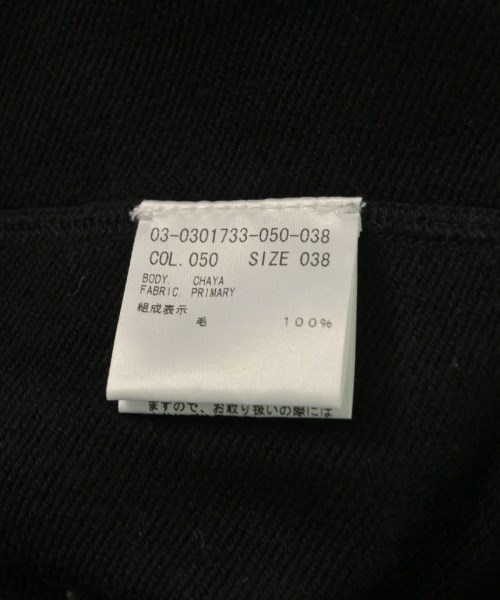 03-0301733-050-038
COL. 050 SIZE 038
BODY. CHAYA
FABRIC. PRIMARY
組成表示
毛 100%
ますので、お取り扱いの際には